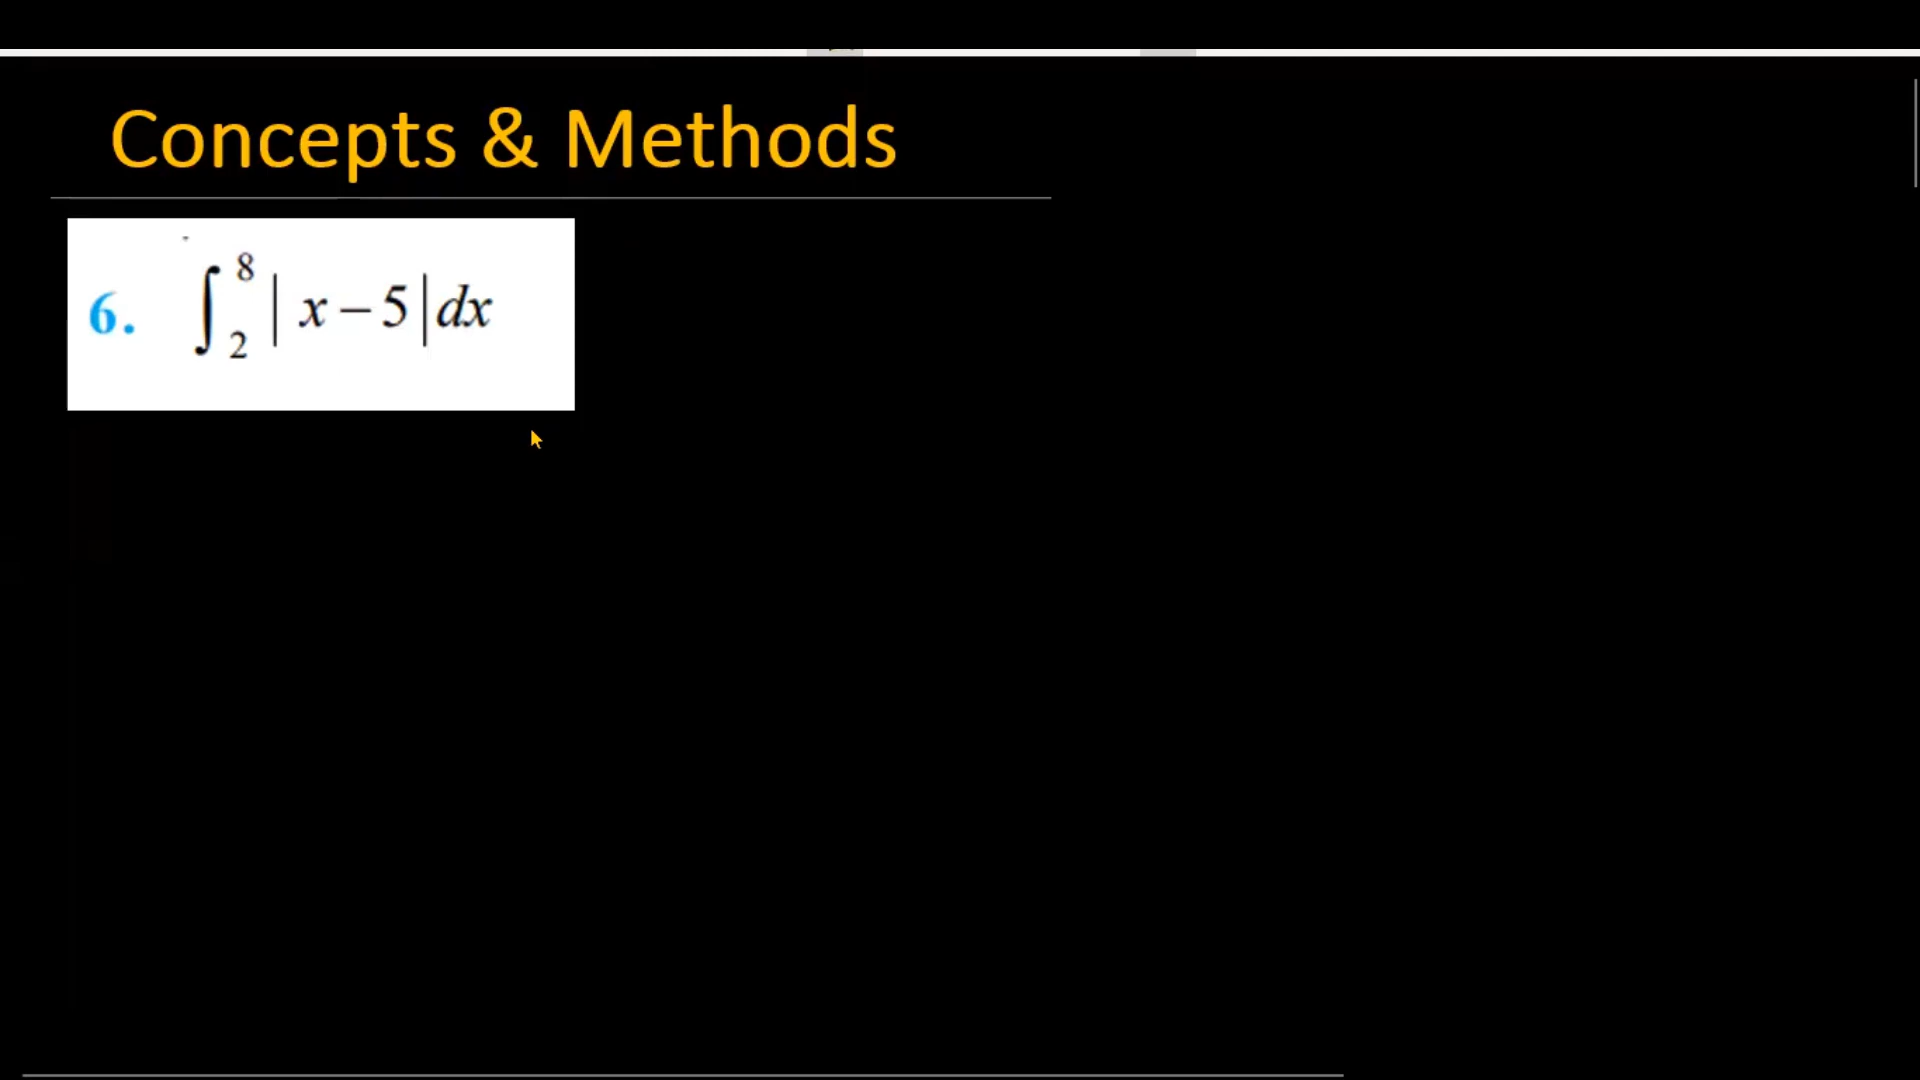 Concepts & Methods
6. ∫₂⁸ | x – 5 | dx